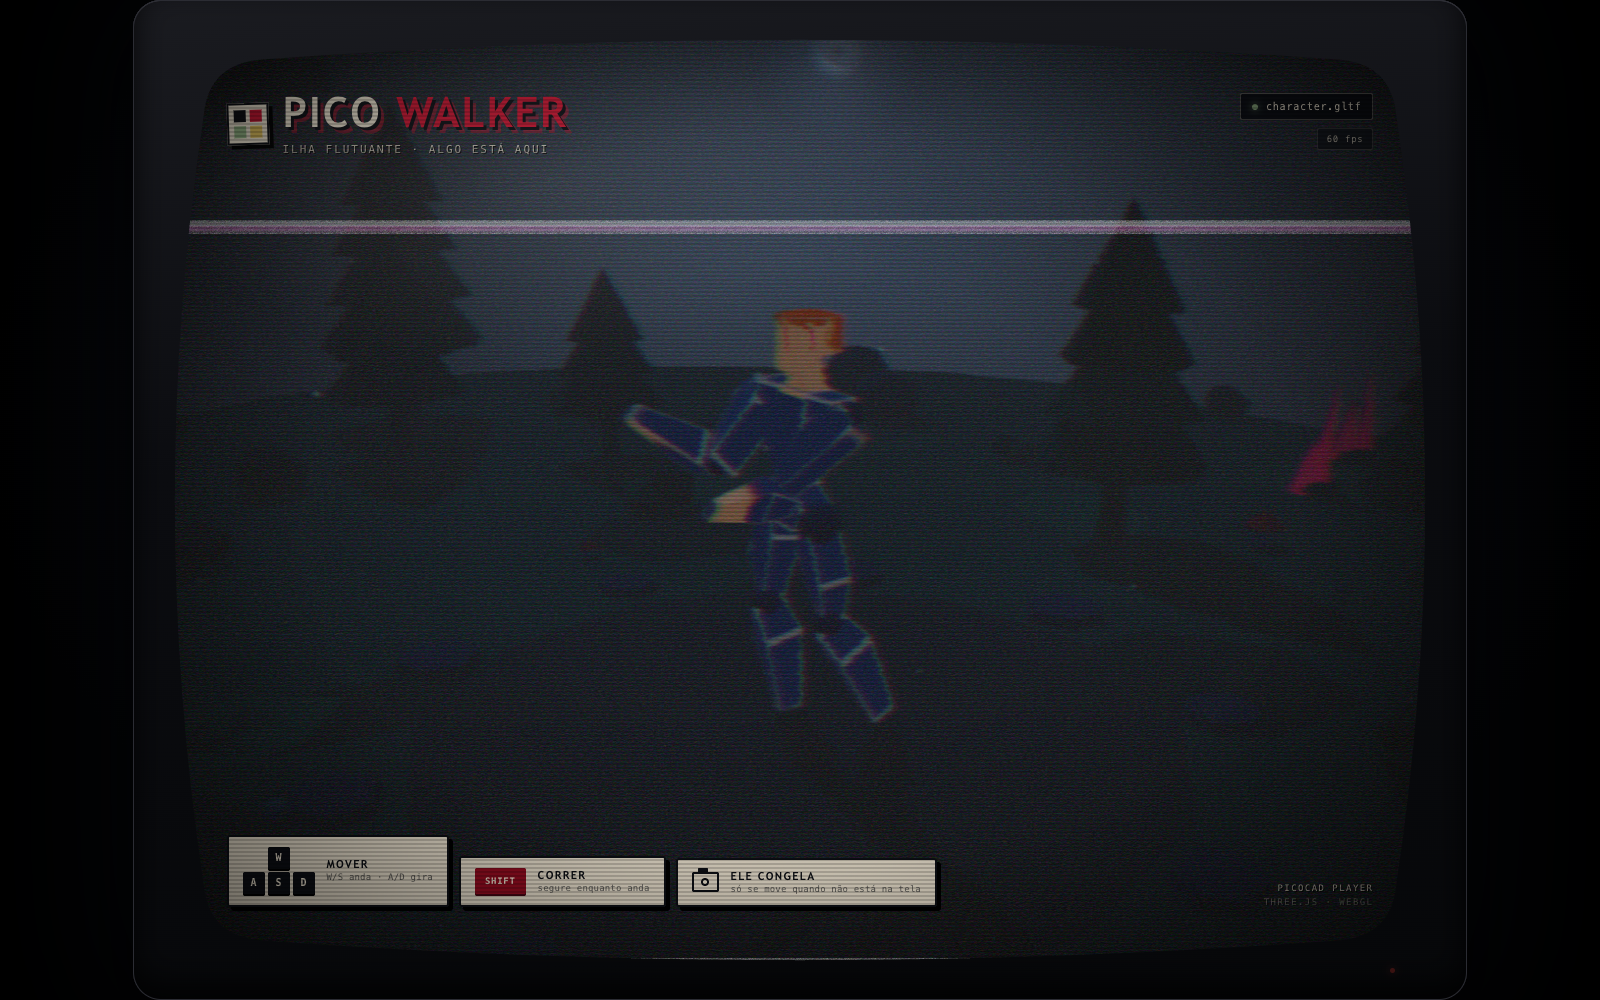 PICO WALKER
ILHA FLUTUANTE · ALGO ESTÁ AQUI
character.gltf
60 fps
W
A S D
MOVER
W/S anda · A/D gira
SHIFT
CORRER
segure enquanto anda
ELE CONGELA
só se move quando não está na tela
PICOCAD PLAYER
THREE.JS · WEBGL